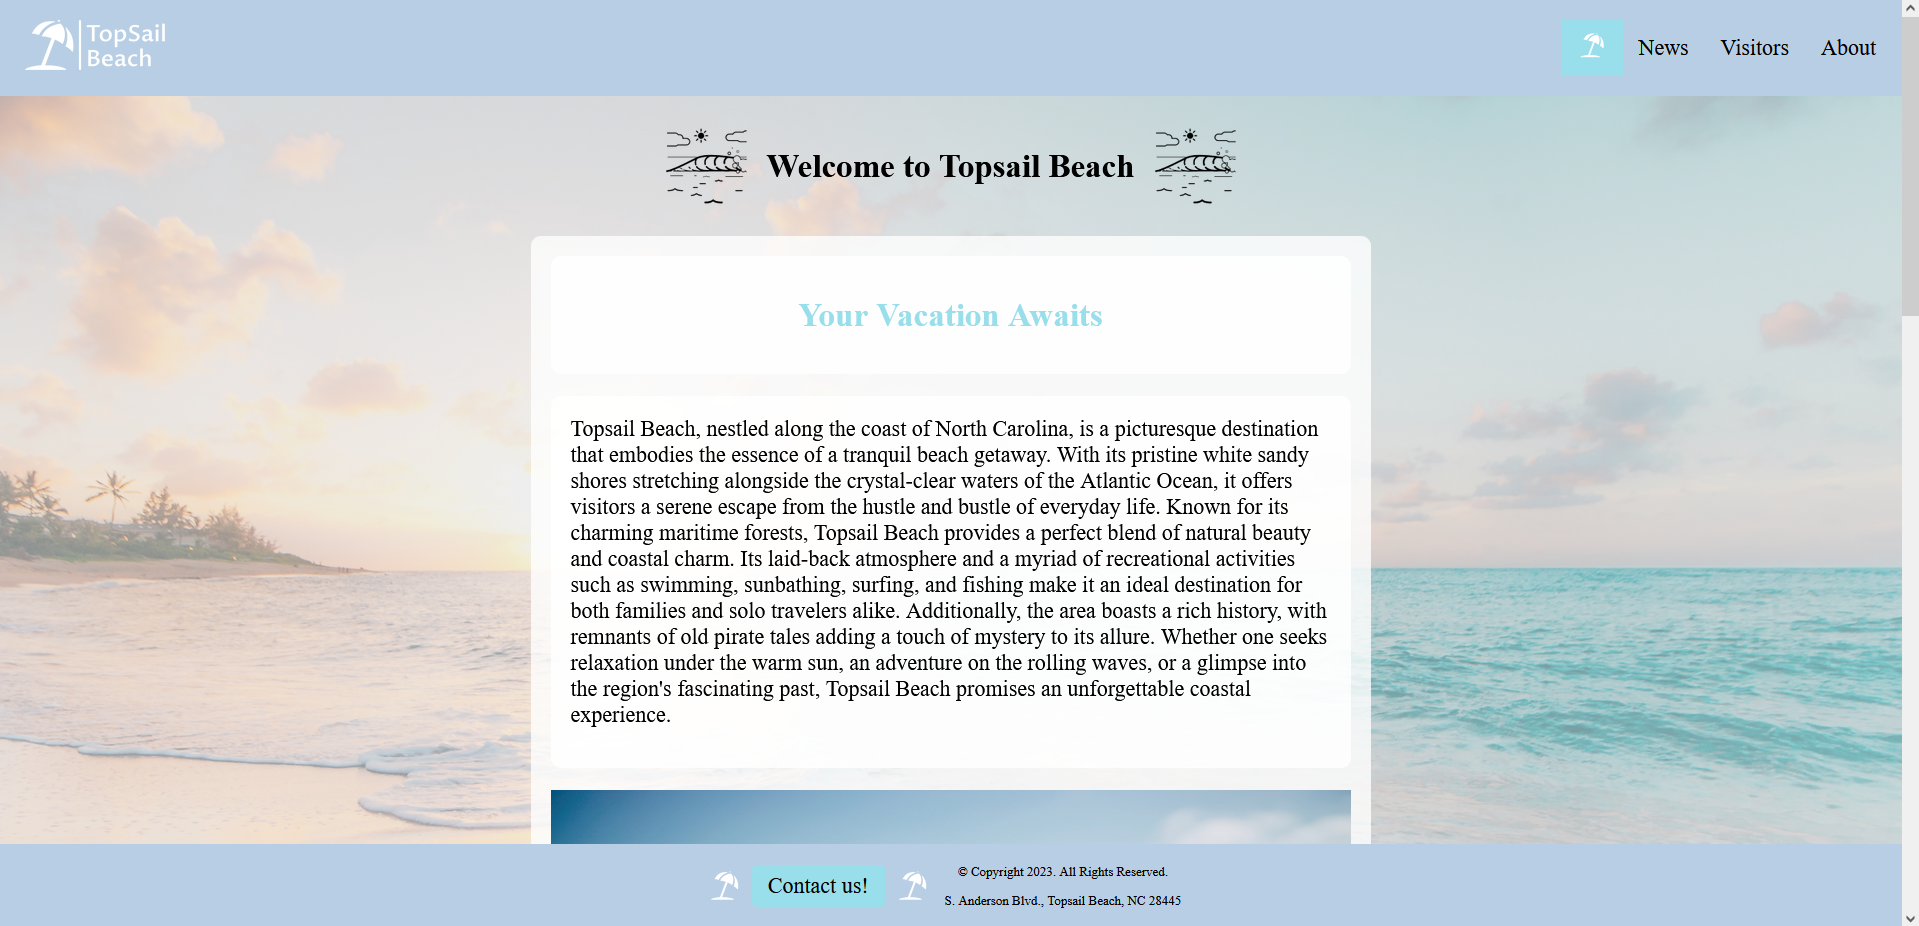 TopSail
Beach
News
Visitors
About
Welcome to Topsail Beach
Your Vacation Awaits
Topsail Beach, nestled along the coast of North Carolina, is a picturesque destination
that embodies the essence of a tranquil beach getaway. With its pristine white sandy
shores stretching alongside the crystal-clear waters of the Atlantic Ocean, it offers
visitors a serene escape from the hustle and bustle of everyday life. Known for its
charming maritime forests, Topsail Beach provides a perfect blend of natural beauty
and coastal charm. Its laid-back atmosphere and a myriad of recreational activities
such as swimming, sunbathing, surfing, and fishing make it an ideal destination for
both families and solo travelers alike. Additionally, the area boasts a rich history, with
remnants of old pirate tales adding a touch of mystery to its allure. Whether one seeks
relaxation under the warm sun, an adventure on the rolling waves, or a glimpse into
the region's fascinating past, Topsail Beach promises an unforgettable coastal
experience.
Contact us!
© Copyright 2023. All Rights Reserved.
S. Anderson Blvd., Topsail Beach, NC 28445